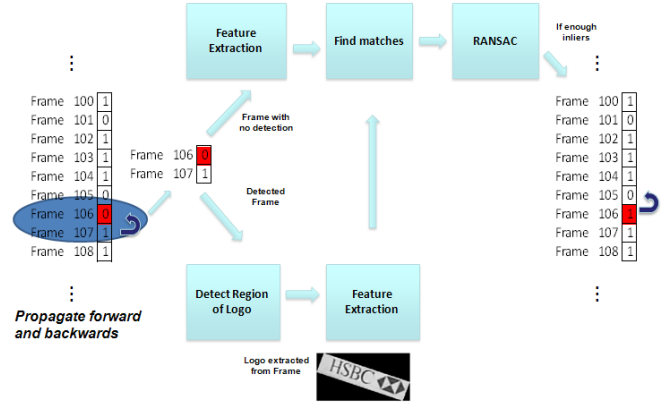 Feature
Extraction
Find matches
RANSAC
If enough
inliers
⋮
Frame 100 1
Frame 101 0
Frame 102 1
Frame 103 1
Frame 104 1
Frame 105 0
Frame 106 0
Frame 107 1
Frame 108 1
⋮
Propagate forward
and backwards
Frame with
no detection
Frame 106 0
Frame 107 1
Detected
Frame
Detect Region
of Logo
Feature
Extraction
Logo extracted
from Frame
HSBC
⋮
Frame 100 1
Frame 101 0
Frame 102 1
Frame 103 1
Frame 104 1
Frame 105 0
Frame 106 1
Frame 107 1
Frame 108 1
⋮